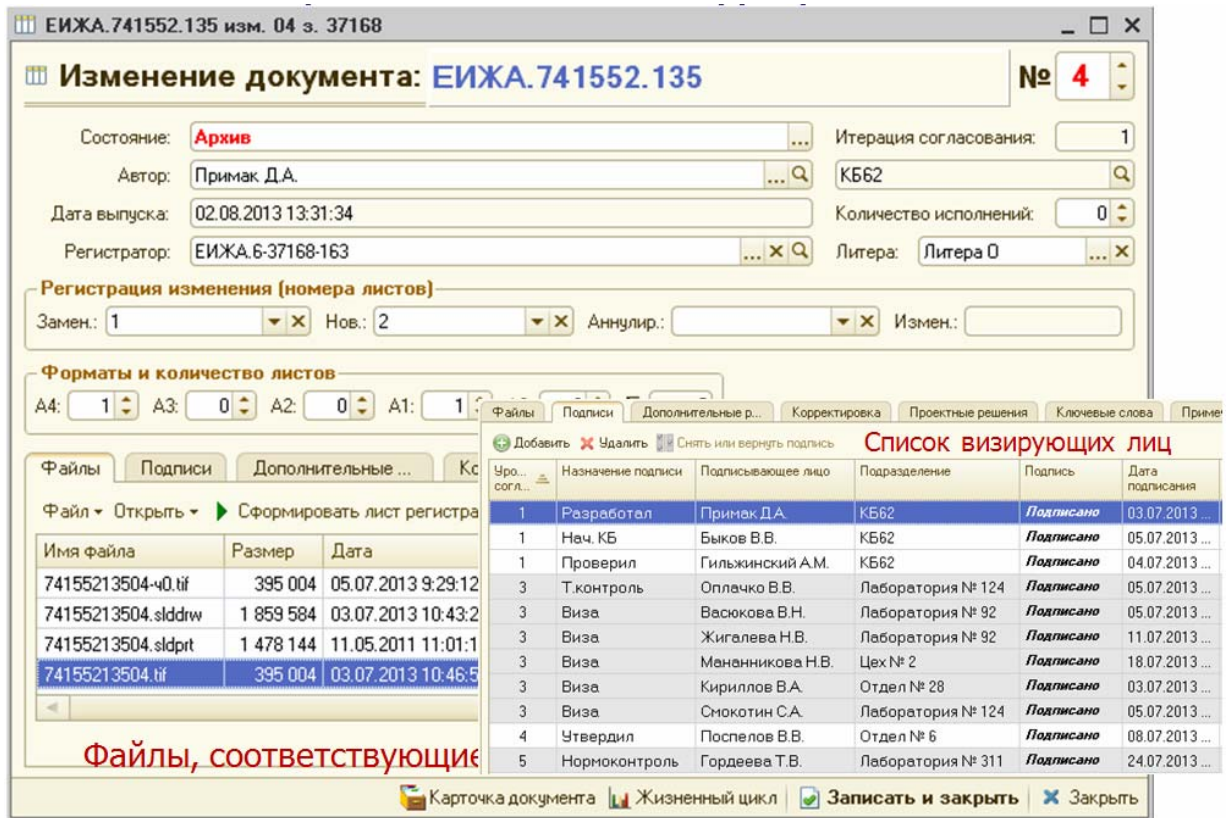 ЕИЖА.741552.135 изм. 04 з. 37168
Изменение документа: ЕИЖА.741552.135 № 4
Состояние: Архив ... Итерация согласования: 1
Автор: Примак Д.А. ... КБ62
Дата выпуска: 02.08.2013 13:31:34 Количество исполнений: 0
Регистратор: ЕИЖА.6-37168-163 ... Литера: Литера О ...
Регистрация изменения (номера листов)
Замен.: 1 Нов.: 2 Аннулир.: Измен.:
Форматы и количество листов
А4: 1 А3: 0 А2: 0 А1: 1
Файлы Подписи Дополнительные ...
Файл Открыть Сформировать лист регистра
Имя файла Размер Дата
74155213504-ч0.tif 395 004 05.07.2013 9:29:12
74155213504.slddrw 1 859 584 03.07.2013 10:43:2
74155213504.sldprt 1 478 144 11.05.2011 11:01:1
74155213504.tif 395 004 03.07.2013 10:46:5
Файлы, соответствующие
Файлы Подписи Дополнительные р... Корректировка Проектные решения Ключевые слова Приме
Добавить Удалить Снять или вернуть подпись Список визирующих лиц
Уро... согл... Назначение подписи Подписывающее лицо Подразделение Подпись Дата подписания
1 Разработал Примак Д.А. КБ62 Подписано 03.07.2013 ...
1 Нач. КБ Быков В.В. КБ62 Подписано 05.07.2013 ...
1 Проверил Гильжинский А.М. КБ62 Подписано 04.07.2013 ...
3 Т.контроль Оплачко В.В. Лаборатория № 124 Подписано 05.07.2013 ...
3 Виза Васюкова В.Н. Лаборатория № 92 Подписано 05.07.2013 ...
3 Виза Жигалева Н.В. Лаборатория № 92 Подписано 11.07.2013 ...
3 Виза Мананникова Н.В. Цех № 2 Подписано 18.07.2013 ...
3 Виза Кириллов В.А. Отдел № 28 Подписано 03.07.2013 ...
3 Виза Смокотин С.А. Лаборатория № 124 Подписано 05.07.2013 ...
4 Утвердил Поспелов В.В. Отдел № 6 Подписано 08.07.2013 ...
5 Нормоконтроль Гордеева Т.В. Лаборатория № 311 Подписано 24.07.2013 ...
Карточка документа Жизненный цикл Записать и закрыть Закрыть